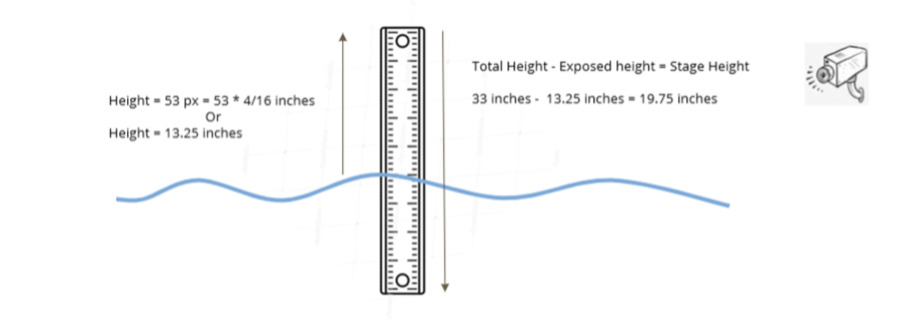 Total Height - Exposed height = Stage Height
33 inches - 13.25 inches = 19.75 inches
Height = 53 px = 53 * 4/16 inches
Or
Height = 13.25 inches